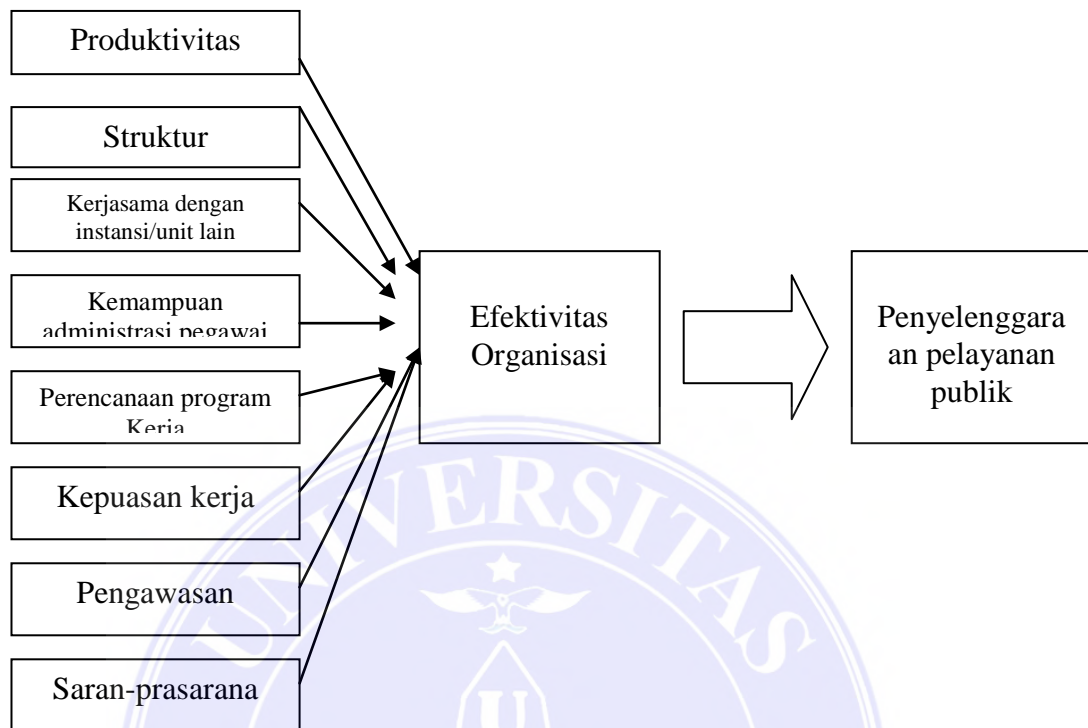 Produktivitas
Struktur
Kerjasama dengan
instansi/unit lain
Kemampuan
administrasi pegawai
Perencanaan program
Kerja
Kepuasan kerja
Pengawasan
Saran-prasarana
Efektivitas
Organisasi
Penyelenggara
an pelayanan
publik
UNIVERSITAS
U